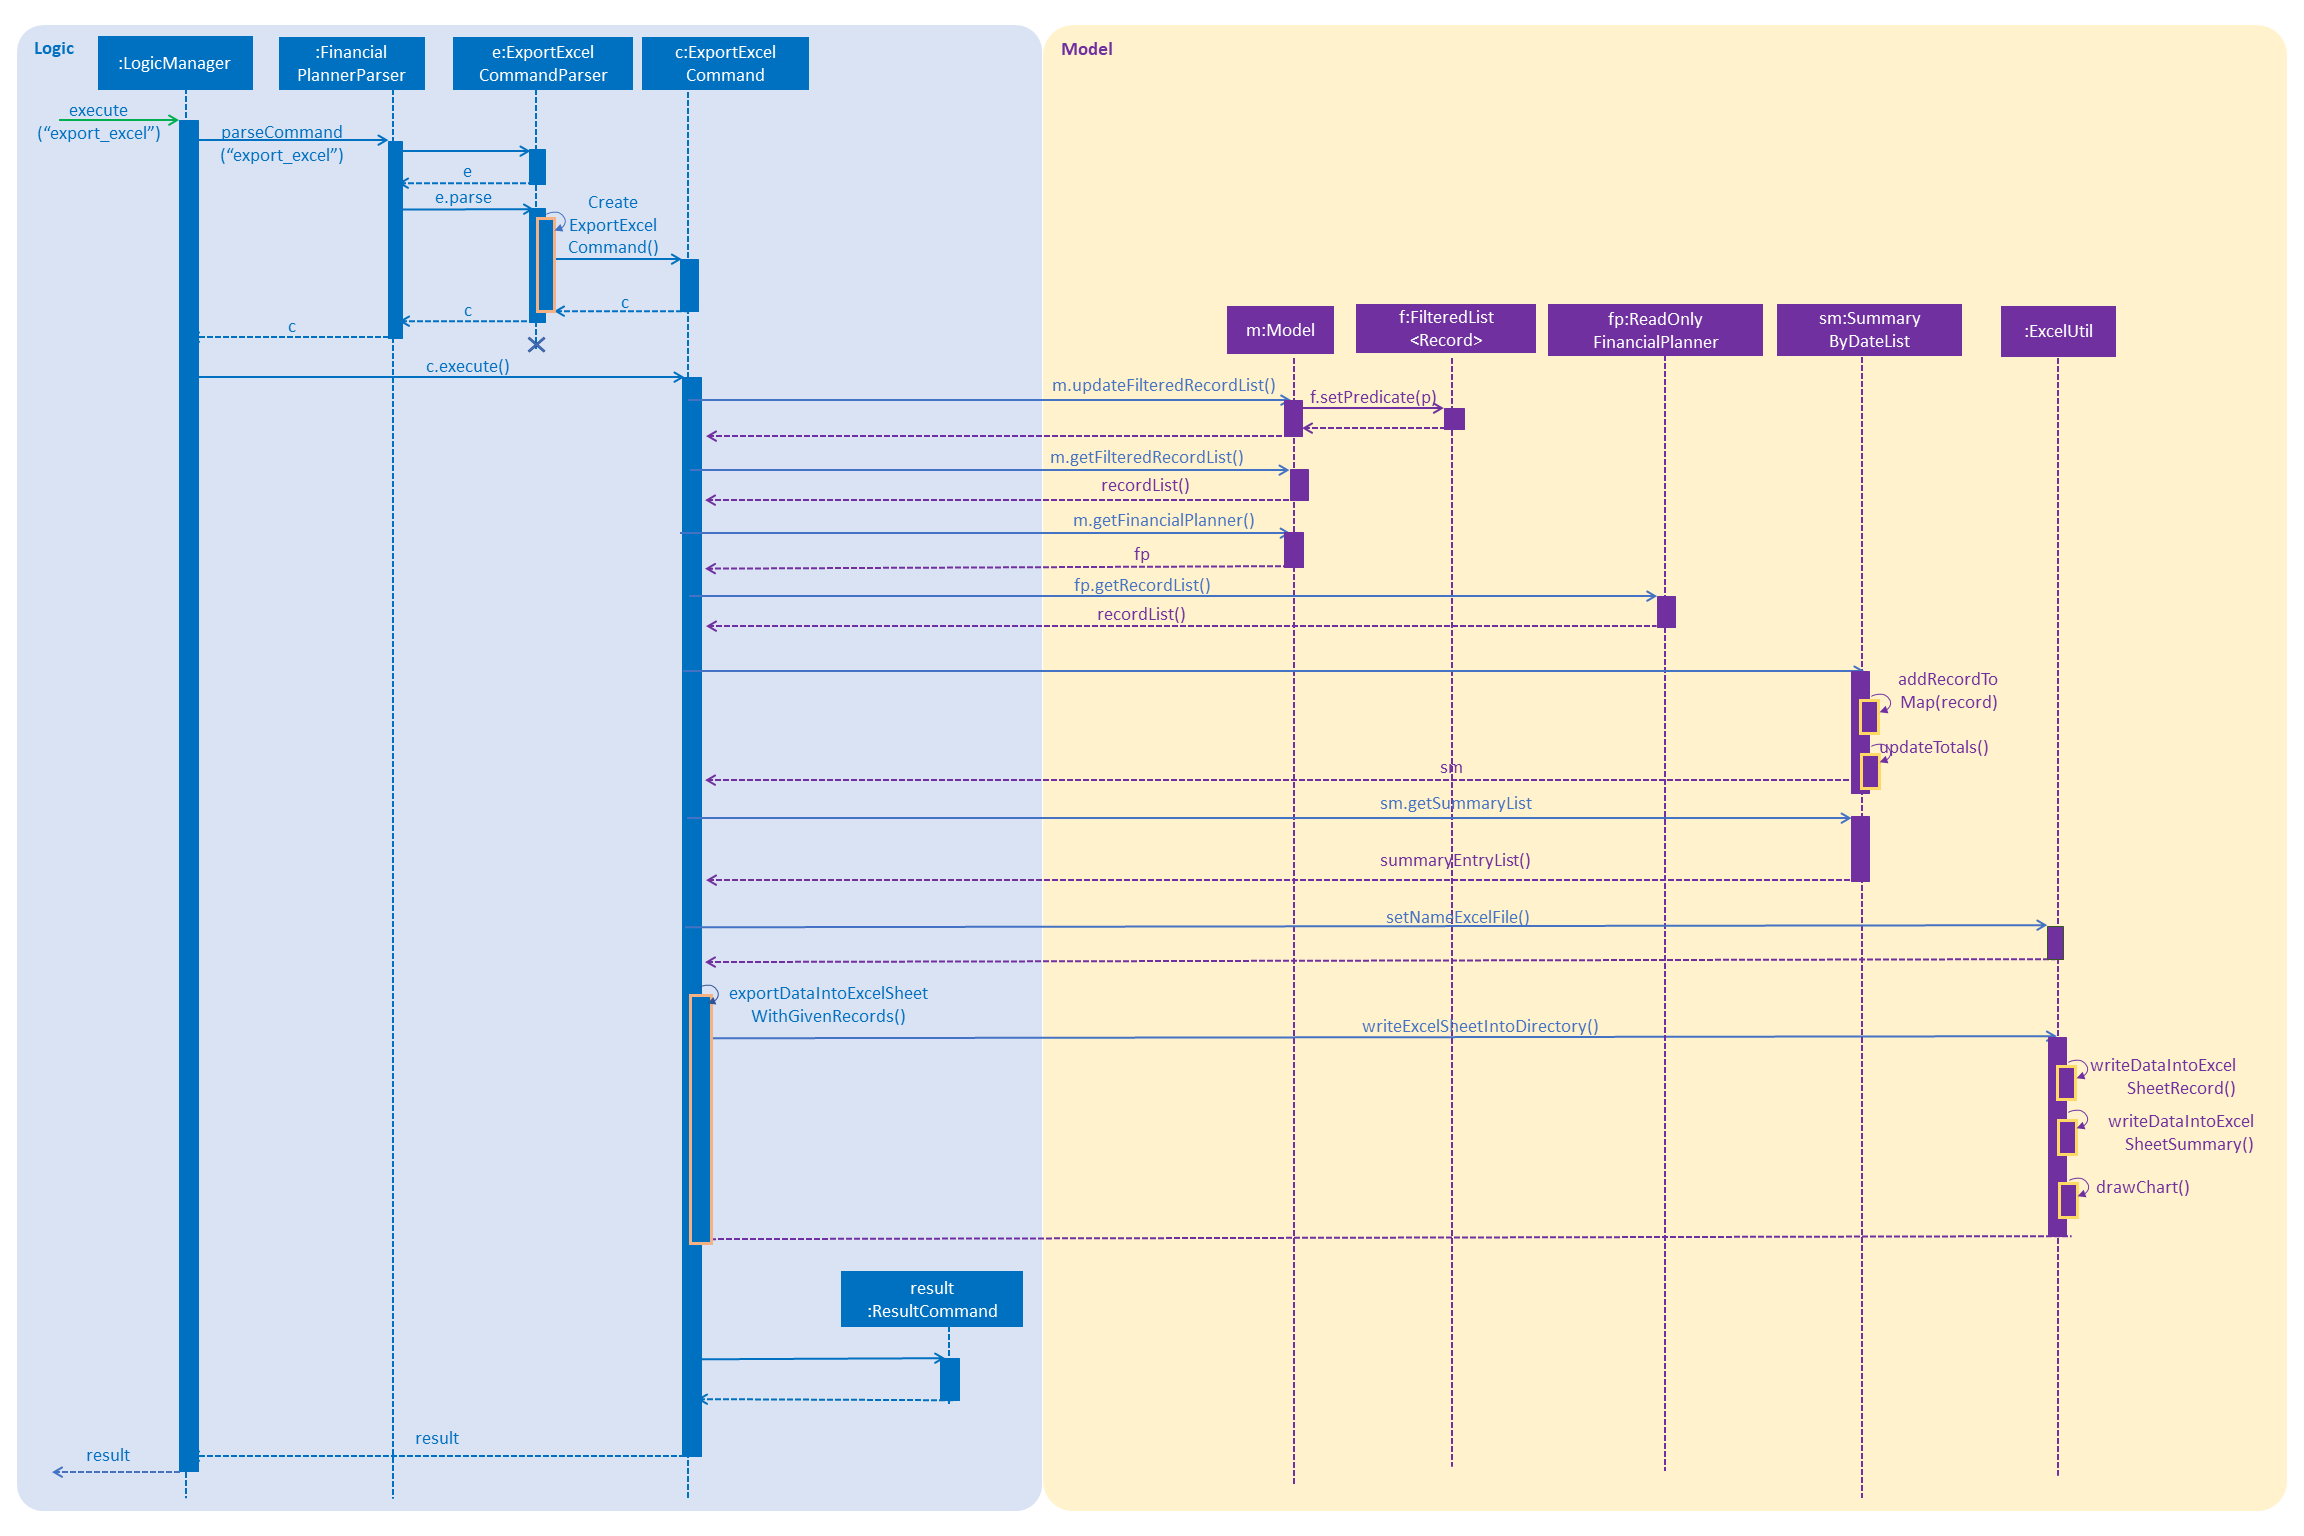 Logic
:LogicManager
:Financial
PlannerParser
e:ExportExcel
CommandParser
c:ExportExcel
Command
Model
execute
(“export_excel”)
parseCommand
(“export_excel”)
e
e.parse
Create
ExportExcel
Command()
c
c
c
m:Model
f:FilteredList
<Record>
fp:ReadOnly
FinancialPlanner
sm:Summary
ByDateList
:ExcelUtil
c.execute()
m.updateFilteredRecordList()
f.setPredicate(p)
m.getFilteredRecordList()
recordList()
m.getFinancialPlanner()
fp
fp.getRecordList()
recordList()
addRecordTo
Map(record)
updateTotals()
sm
sm.getSummaryList
summaryEntryList()
setNameExcelFile()
exportDataIntoExcelSheet
WithGivenRecords()
writeExcelSheetIntoDirectory()
writeDataIntoExcel
SheetRecord()
writeDataIntoExcel
SheetSummary()
drawChart()
result
:ResultCommand
result
result